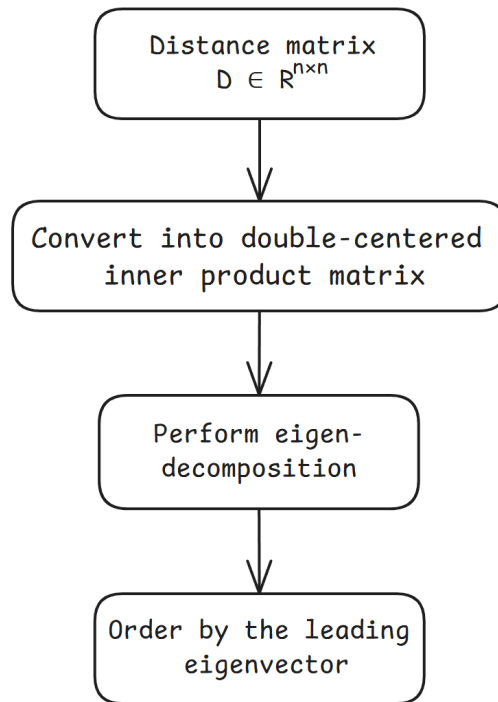 Distance matrix
D ∈ R^{n×n}
Convert into double-centered
inner product matrix
Perform eigen-
decomposition
Order by the leading
eigenvector